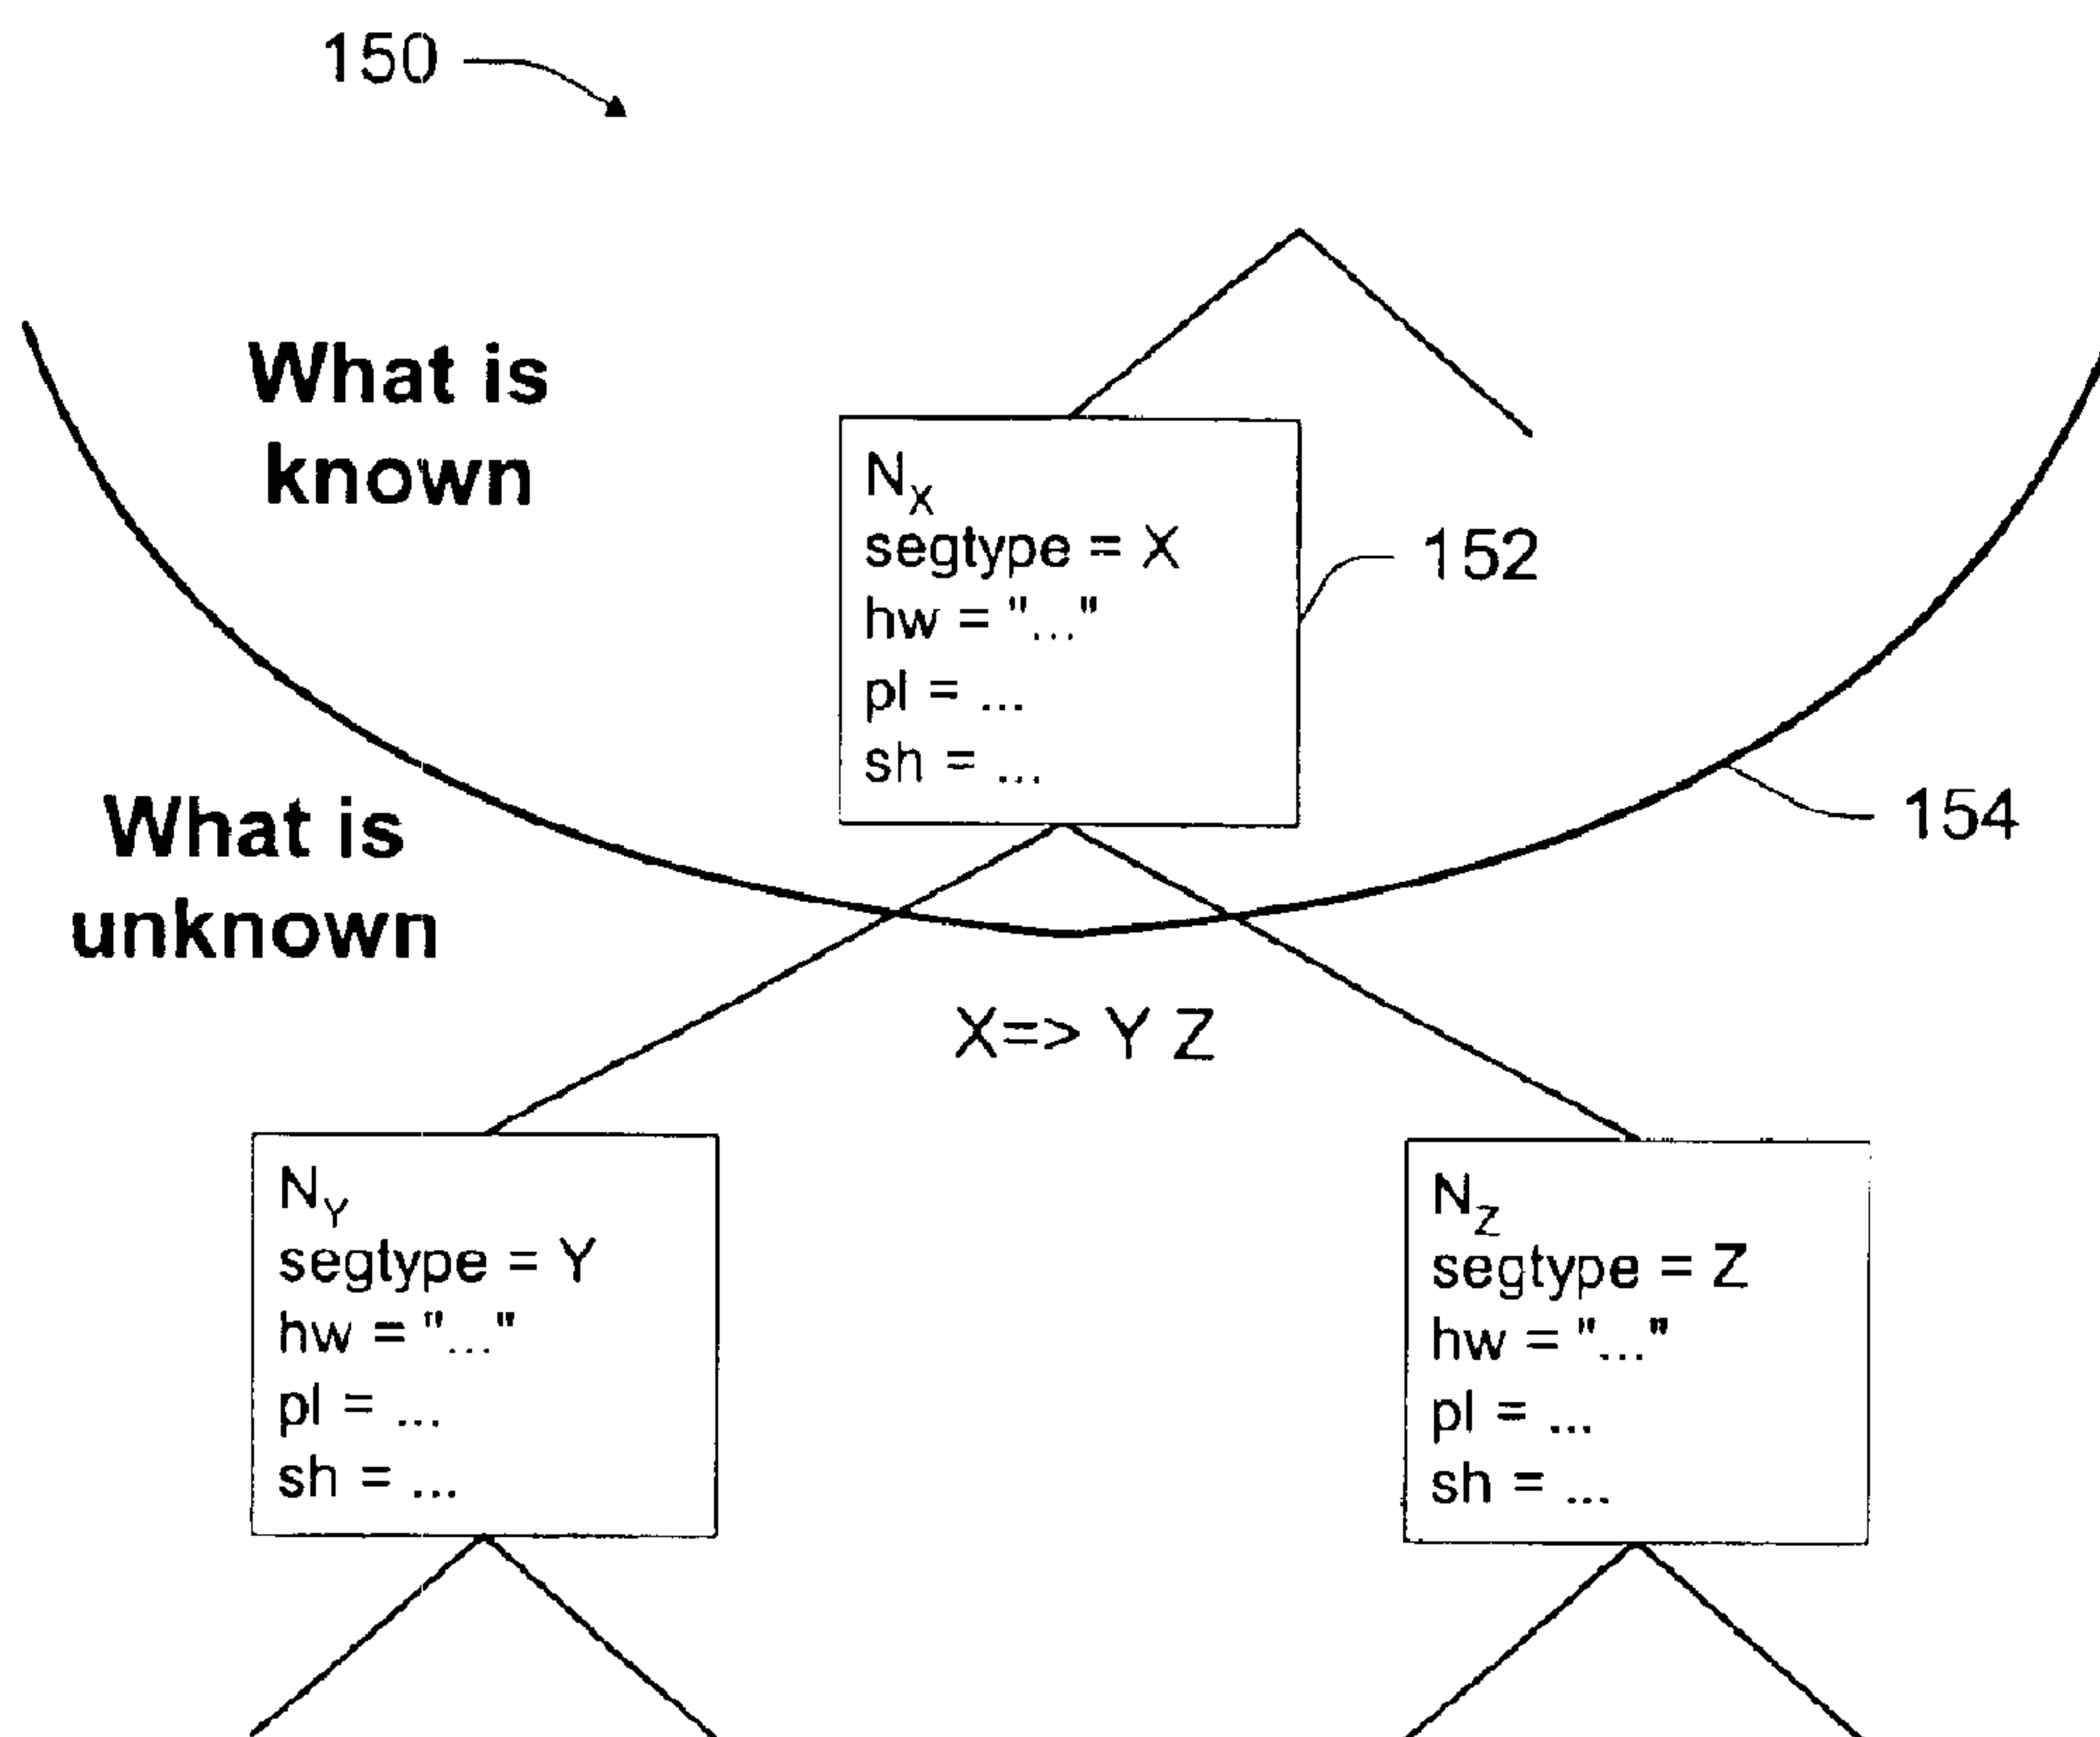 150
What is
known
N_X
segtype = X
hw = "..."
pl = ...
sh = ...
152
What is
unknown
154
X=> Y Z
N_Y
segtype = Y
hw = "..."
pl = ...
sh = ...
N_Z
segtype = Z
hw = "..."
pl = ...
sh = ...